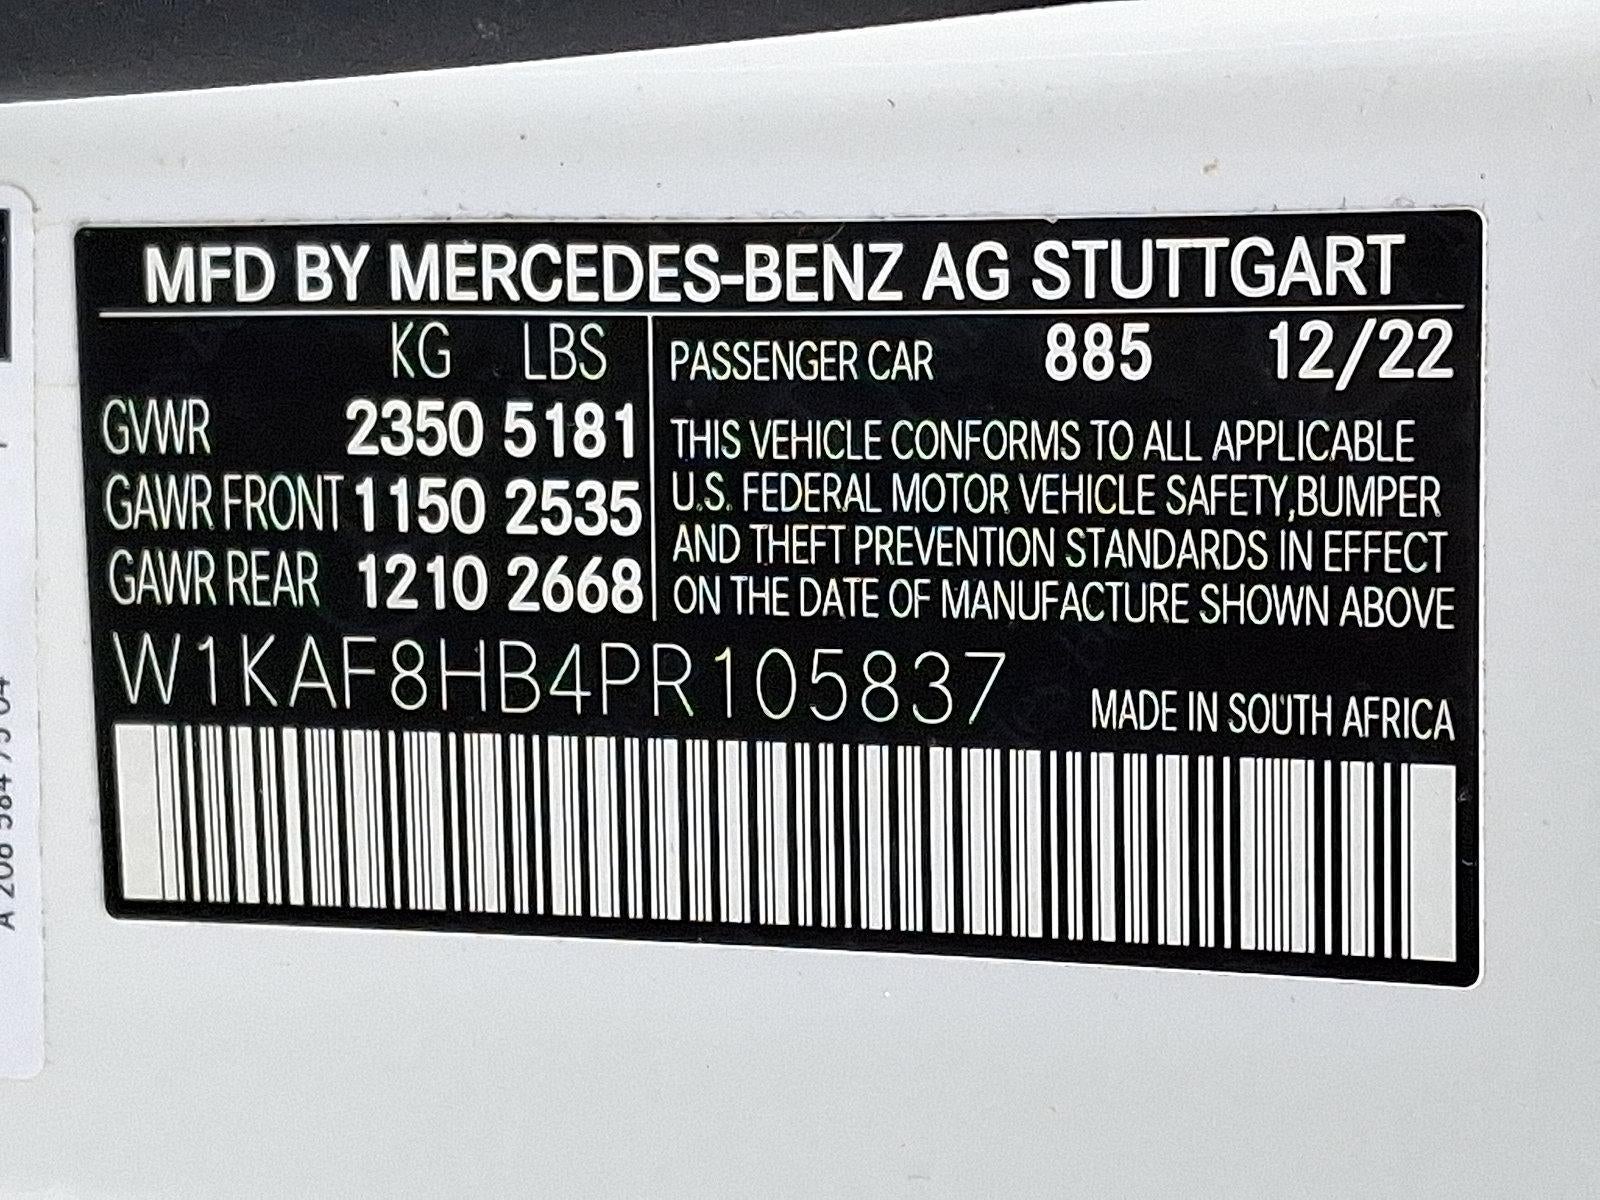 MFD BY MERCEDES-BENZ AG STUTTGART
KG LBS
GVWR 2350 5181
GAWR FRONT 1150 2535
GAWR REAR 1210 2668
PASSENGER CAR 885 12/22
THIS VEHICLE CONFORMS TO ALL APPLICABLE
U.S. FEDERAL MOTOR VEHICLE SAFETY,BUMPER
AND THEFT PREVENTION STANDARDS IN EFFECT
ON THE DATE OF MANUFACTURE SHOWN ABOVE
W1KAF8HB4PR105837
MADE IN SOUTH AFRICA
A 206 584